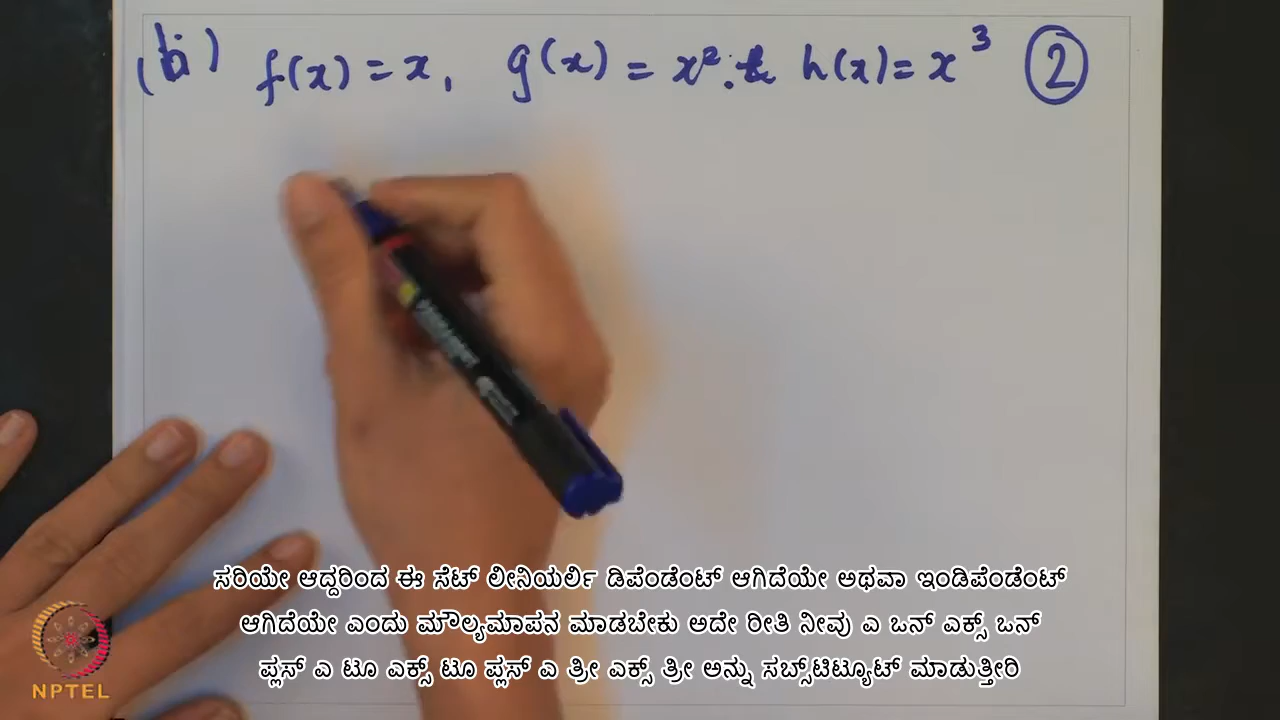 (b) f(x) = x, g(x) = x². & h(x) = x³ ②
ಸರಿಯೇ ಆದ್ದರಿಂದ ಈ ಸೆಟ್ ಲೀನಿಯರ್ಲಿ ಡಿಪೆಂಡೆಂಟ್ ಆಗಿದೆಯೇ ಅಥವಾ ಇಂಡಿಪೆಂಡೆಂಟ್
ಆಗಿದೆಯೇ ಎಂದು ಮೌಲ್ಯಮಾಪನ ಮಾಡಬೇಕು ಅದೇ ರೀತಿ ನೀವು ಎ ಒನ್ ಎಕ್ಸ್ ಒನ್
ಪ್ಲಸ್ ಎ ಟೂ ಎಕ್ಸ್ ಟೂ ಪ್ಲಸ್ ಎ ತ್ರೀ ಎಕ್ಸ್ ತ್ರೀ ಅನ್ನು ಸಬ್ಸ್‌ಟಿಟ್ಯೂಟ್ ಮಾಡುತ್ತೀರಿ
NPTEL